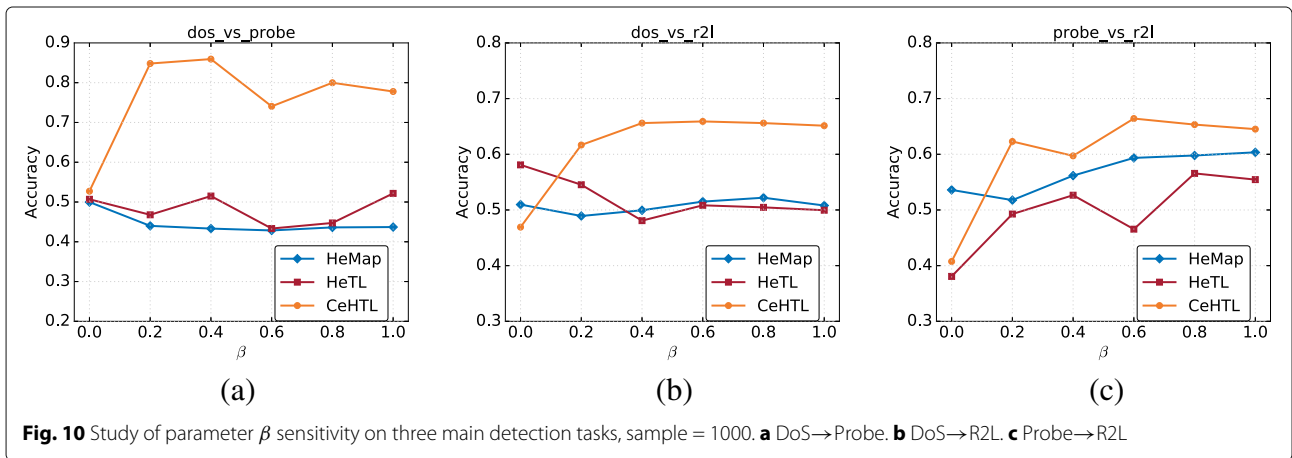 dos_vs_probe
0.9
0.8
0.7
0.6
0.5
0.4
0.3
0.2
Accuracy
0.0 0.2 0.4 0.6 0.8 1.0
β
HeMap
HeTL
CeHTL
(a)
dos_vs_r2l
0.8
0.7
0.6
0.5
0.4
0.3
Accuracy
0.0 0.2 0.4 0.6 0.8 1.0
β
HeMap
HeTL
CeHTL
(b)
probe_vs_r2l
0.8
0.7
0.6
0.5
0.4
0.3
Accuracy
0.0 0.2 0.4 0.6 0.8 1.0
β
HeMap
HeTL
CeHTL
(c)
Fig. 10 Study of parameter β sensitivity on three main detection tasks, sample = 1000. a DoS→Probe. b DoS→R2L. c Probe→R2L